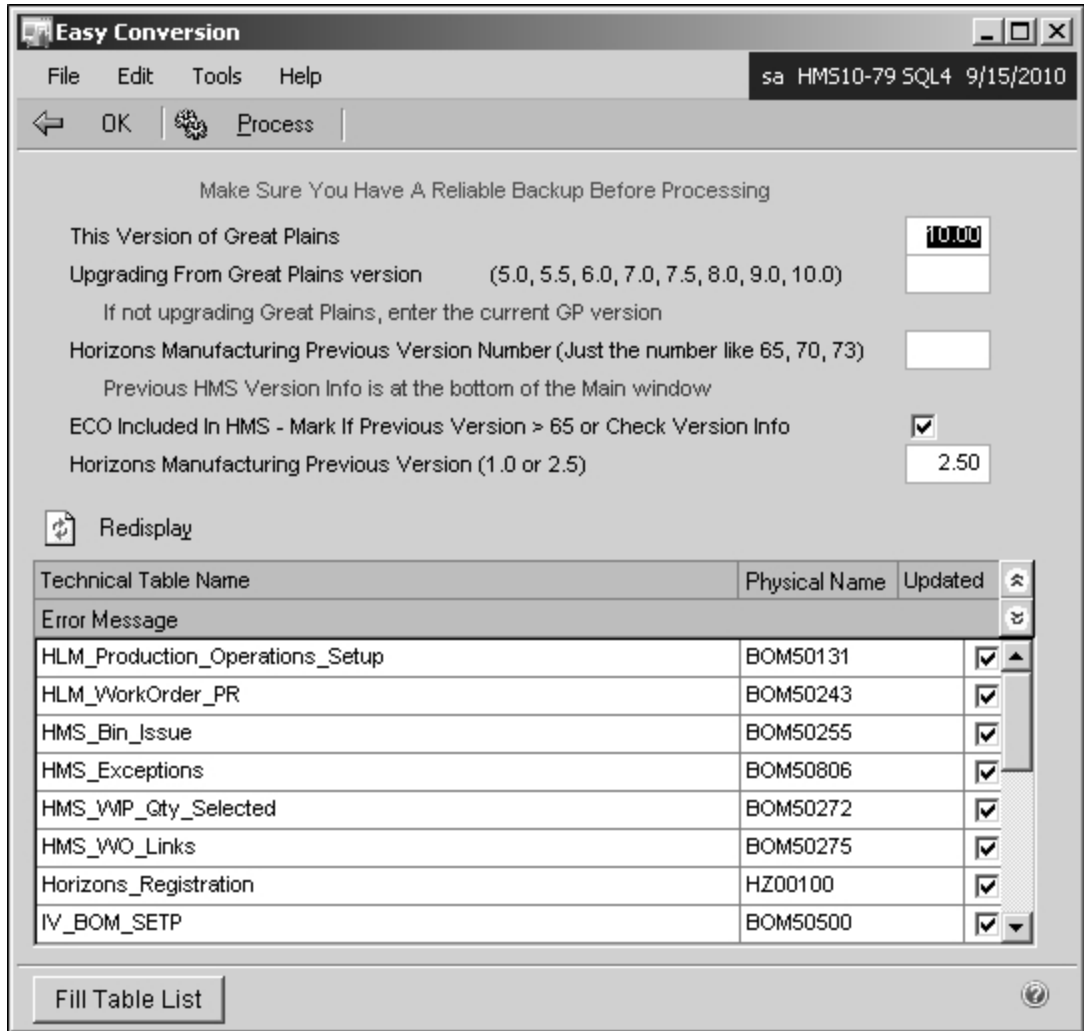 Easy Conversion
File Edit Tools Help sa HMS10-79 SQL4 9/15/2010
OK Process
Make Sure You Have A Reliable Backup Before Processing
This Version of Great Plains 10.00
Upgrading From Great Plains version (5.0, 5.5, 6.0, 7.0, 7.5, 8.0, 9.0, 10.0)
If not upgrading Great Plains, enter the current GP version
Horizons Manufacturing Previous Version Number (Just the number like 65, 70, 73)
Previous HMS Version Info is at the bottom of the Main window
ECO Included In HMS - Mark If Previous Version > 65 or Check Version Info
Horizons Manufacturing Previous Version (1.0 or 2.5) 2.50
Redisplay
Technical Table Name Physical Name Updated
Error Message
HLM_Production_Operations_Setup BOM50131
HLM_WorkOrder_PR BOM50243
HMS_Bin_Issue BOM50255
HMS_Exceptions BOM50806
HMS_WIP_Qty_Selected BOM50272
HMS_WO_Links BOM50275
Horizons_Registration HZ00100
IV_BOM_SETP BOM50500
Fill Table List